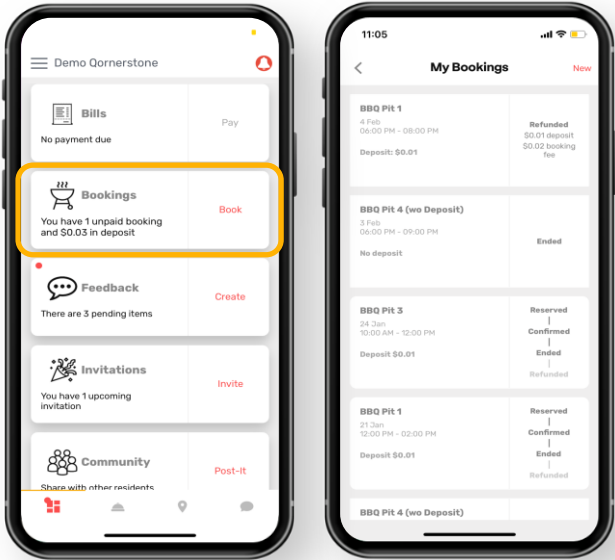 Demo Qornerstone
Bills
No payment due
Pay
Bookings
You have 1 unpaid booking
and $0.03 in deposit
Book
Feedback
There are 3 pending items
Create
Invitations
You have 1 upcoming
invitation
Invite
Community
Share with other residents
Post-It
11:05
My Bookings
New
BBQ Pit 1
4 Feb
06:00 PM - 08:00 PM
Deposit: $0.01
Refunded
$0.01 deposit
$0.02 booking
fee
BBQ Pit 4 (wo Deposit)
3 Feb
06:00 PM - 09:00 PM
No deposit
Ended
BBQ Pit 3
24 Jan
10:00 AM - 12:00 PM
Deposit $0.01
Reserved
Confirmed
Ended
Refunded
BBQ Pit 1
21 Jan
12:00 PM - 02:00 PM
Deposit $0.01
Reserved
Confirmed
Ended
Refunded
BBQ Pit 4 (wo Deposit)